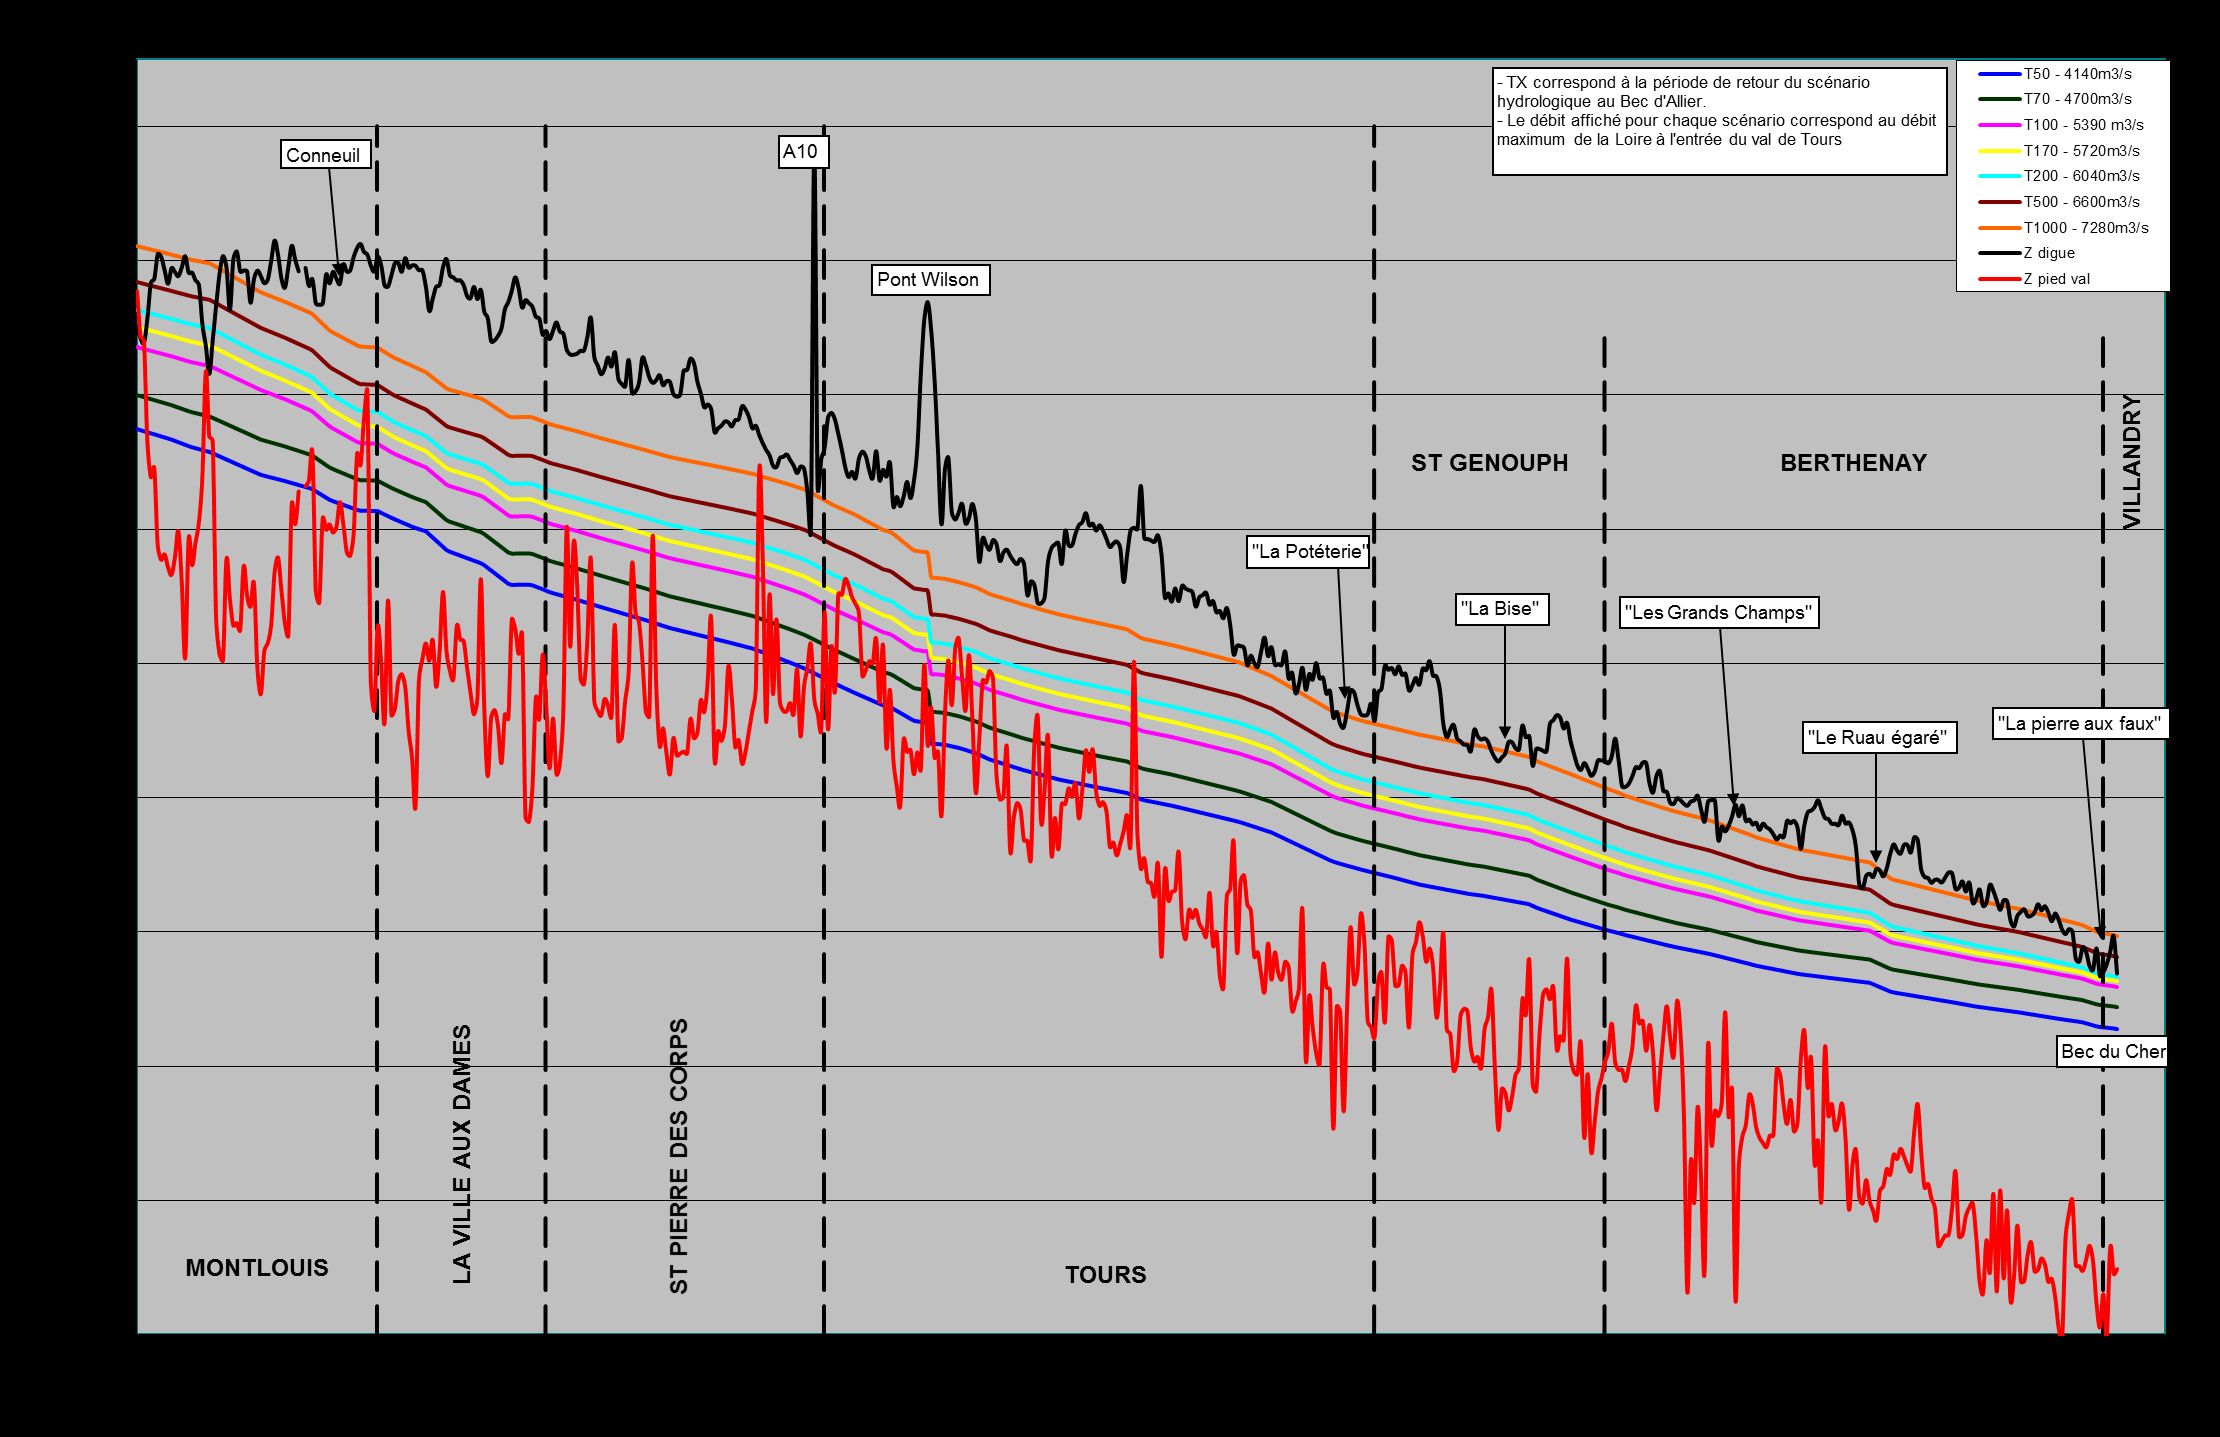 - TX correspond à la période de retour du scénario
hydrologique au Bec d'Allier.
- Le débit affiché pour chaque scénario correspond au débit
maximum de la Loire à l'entrée du val de Tours
T50 - 4140m3/s
T70 - 4700m3/s
T100 - 5390 m3/s
T170 - 5720m3/s
T200 - 6040m3/s
T500 - 6600m3/s
T1000 - 7280m3/s
Z digue
Z pied val
Conneuil
A10
Pont Wilson
ST GENOUPH
BERTHENAY
VILLANDRY
"La Potéterie"
"La Bise"
"Les Grands Champs"
"Le Ruau égaré"
"La pierre aux faux"
Bec du Cher
MONTLOUIS
LA VILLE AUX DAMES
ST PIERRE DES CORPS
TOURS